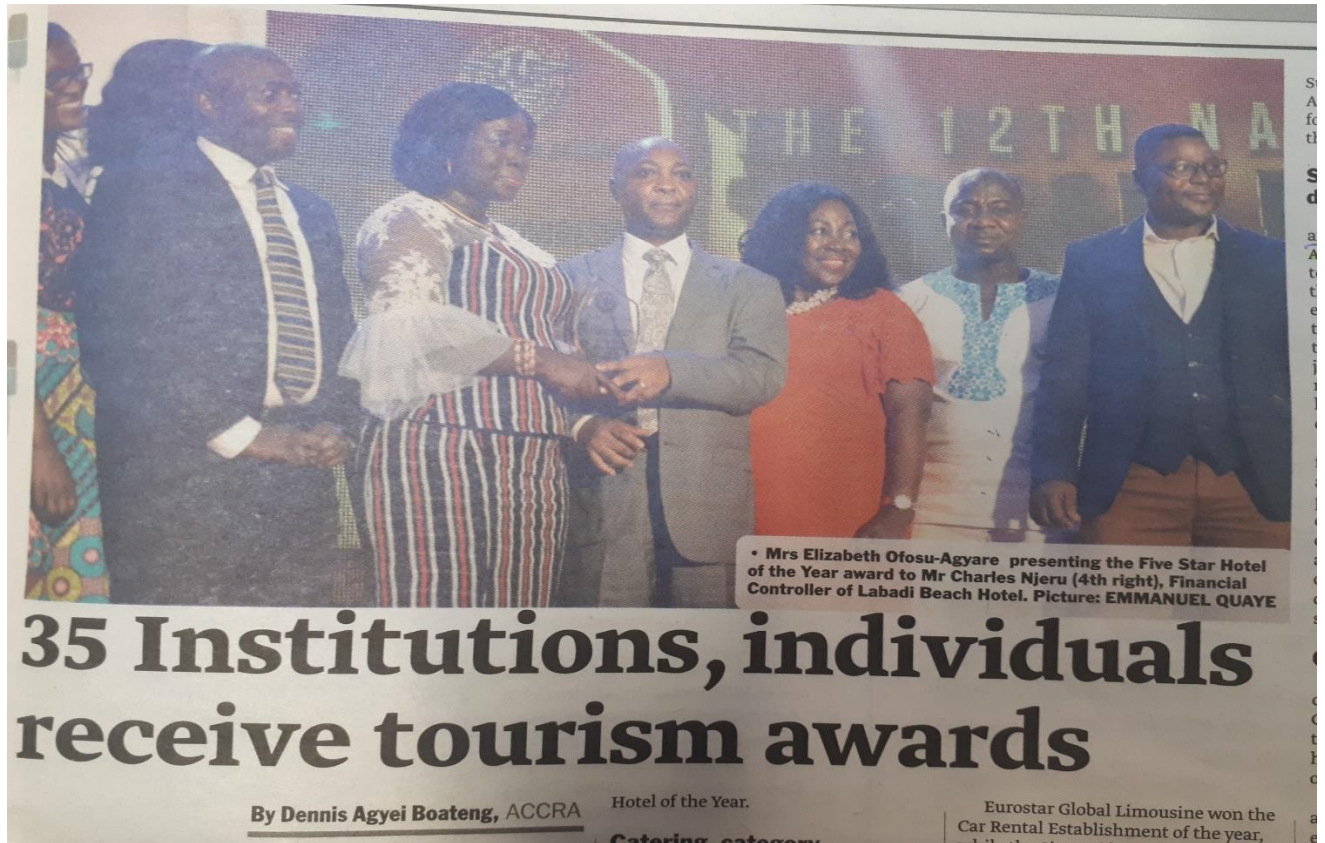 THE 12TH NA
• Mrs Elizabeth Ofosu-Agyare presenting the Five Star Hotel
of the Year award to Mr Charles Njeru (4th right), Financial
Controller of Labadi Beach Hotel. Picture: EMMANUEL QUAYE
35 Institutions, individuals
receive tourism awards
By Dennis Agyei Boateng, ACCRA
Hotel of the Year.
Catering category
Eurostar Global Limousine won the
Car Rental Establishment of the year,